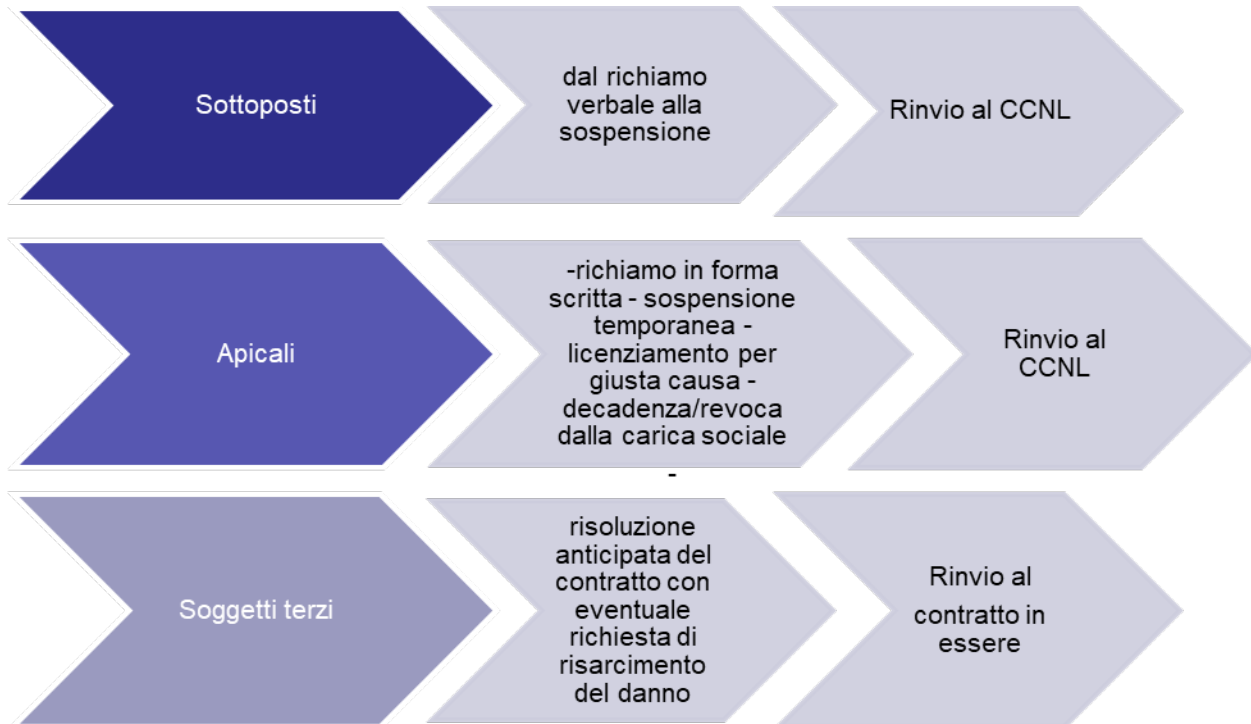 Sottoposti
dal richiamo
verbale alla
sospensione
Rinvio al CCNL
Apicali
-richiamo in forma
scritta - sospensione
temporanea -
licenziamento per
giusta causa -
decadenza/revoca
dalla carica sociale
-
Rinvio al
CCNL
Soggetti terzi
risoluzione
anticipata del
contratto con
eventuale
richiesta di
risarcimento
del danno
Rinvio al
contratto in
essere